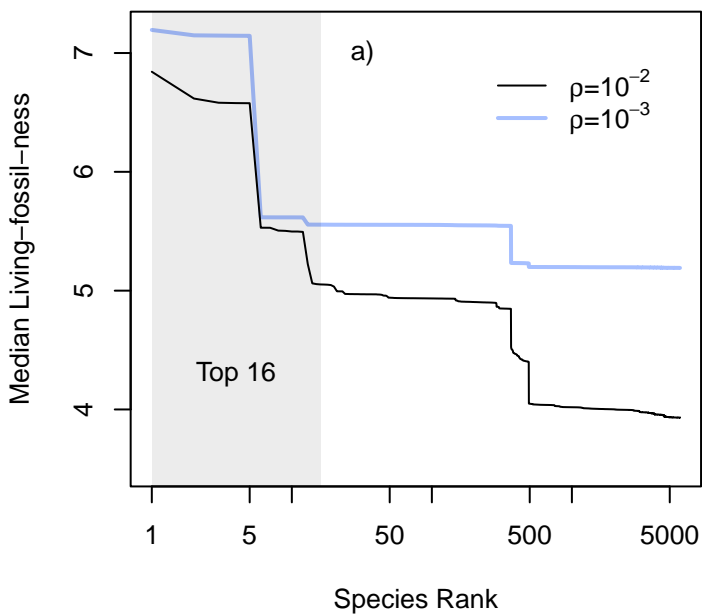 a)
ρ=10⁻²
ρ=10⁻³
Top 16
Median Living−fossil−ness
7
6
5
4
1 5 50 500 5000
Species Rank